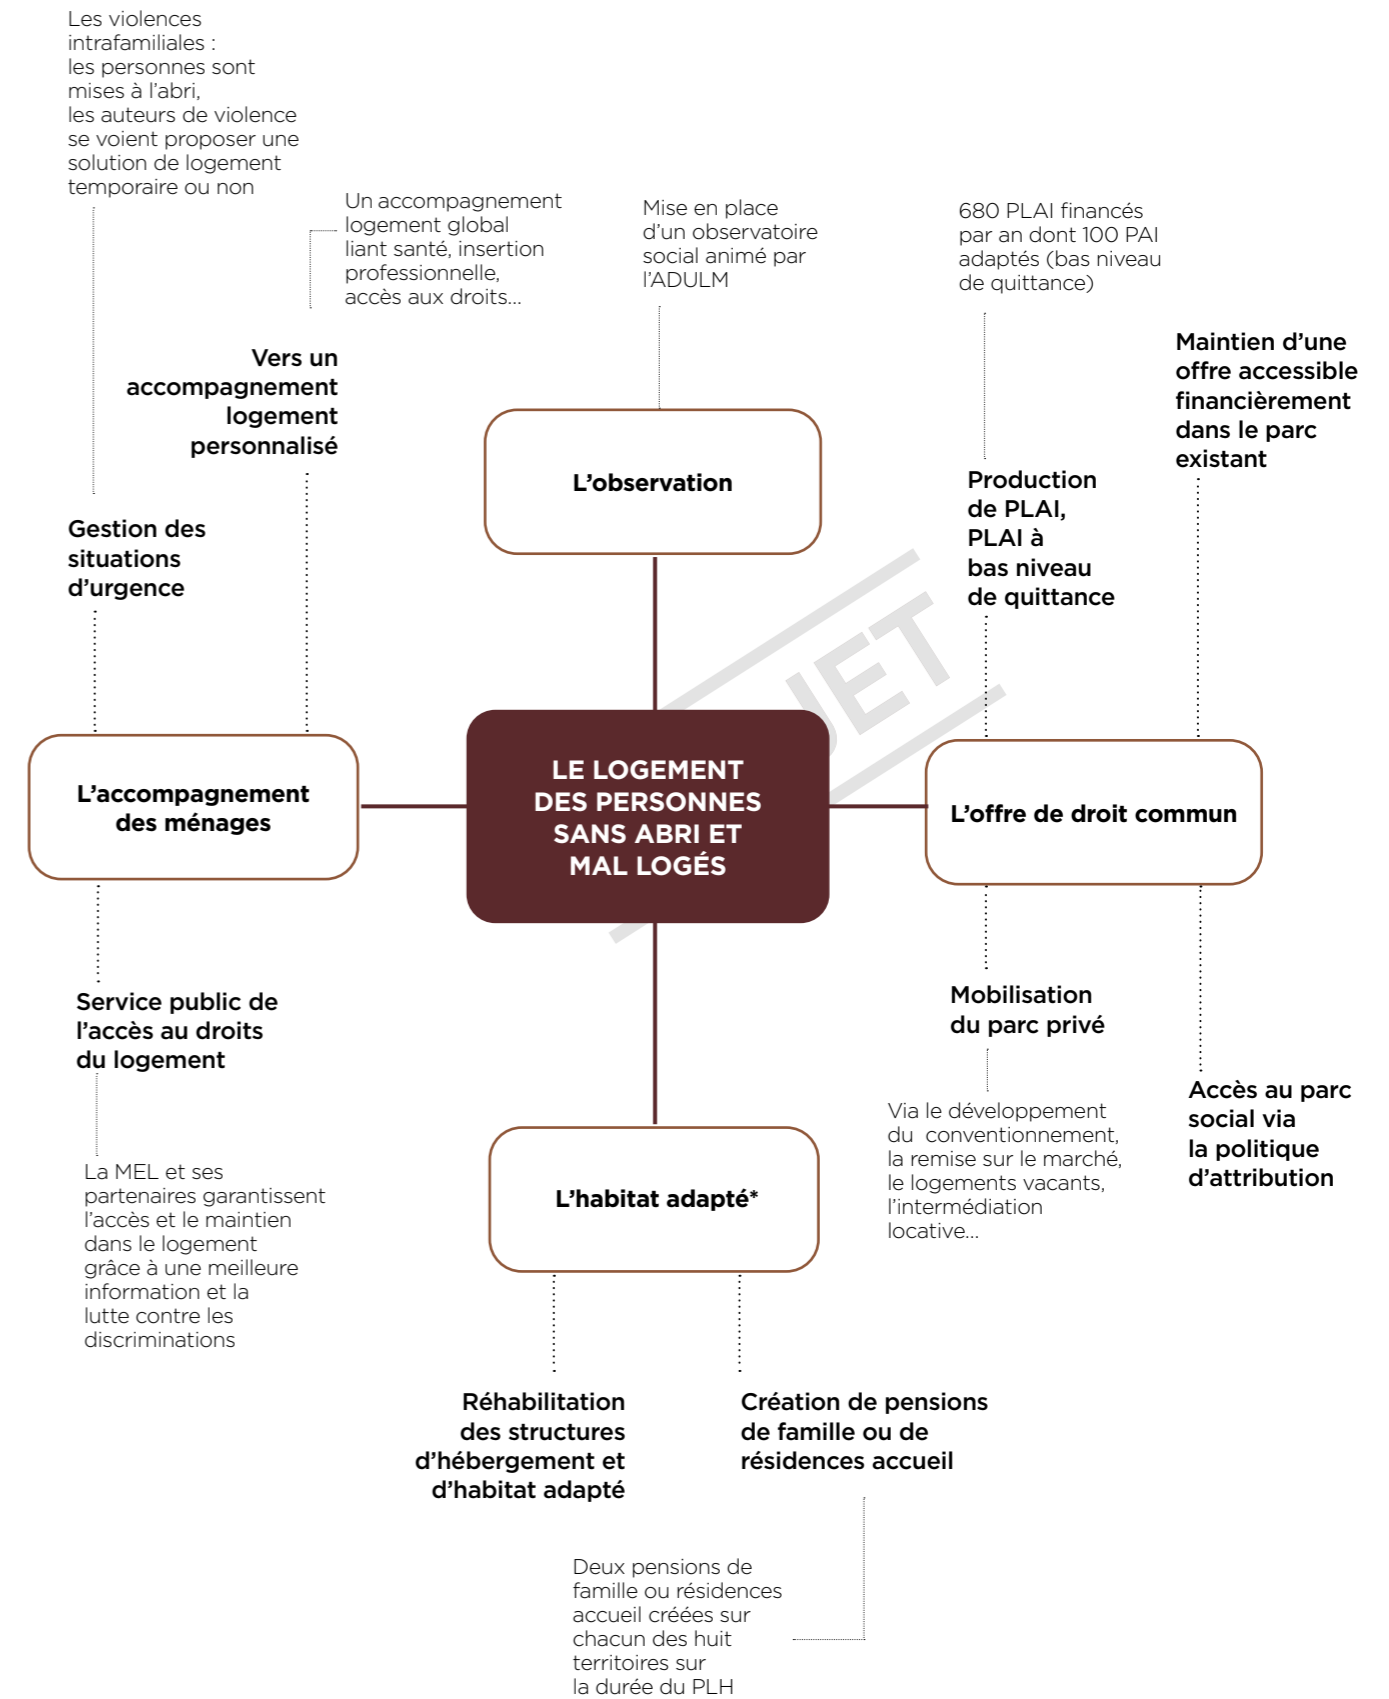 Les violences
intrafamiliales :
les personnes sont
mises à l'abri,
les auteurs de violence
se voient proposer une
solution de logement
temporaire ou non
Un accompagnement
logement global
liant santé, insertion
professionnelle,
accès aux droits...
Mise en place
d'un observatoire
social animé par
l'ADULM
680 PLAI financés
par an dont 100 PAI
adaptés (bas niveau
de quittance)
Vers un
accompagnement
logement
personnalisé
Maintien d'une
offre accessible
financièrement
dans le parc
existant
L'observation
Production
de PLAI,
PLAI à
bas niveau
de quittance
Gestion des
situations
d'urgence
JET
L'accompagnement
des ménages
LE LOGEMENT
DES PERSONNES
SANS ABRI ET
MAL LOGÉS
L'offre de droit commun
Service public de
l'accès au droits
du logement
Mobilisation
du parc privé
Accès au parc
social via
la politique
d'attribution
La MEL et ses
partenaires garantissent
l'accès et le maintien
dans le logement
grâce à une meilleure
information et la
lutte contre les
discriminations
L'habitat adapté*
Via le développement
du conventionnement,
la remise sur le marché,
le logements vacants,
l'intermédiation
locative...
Réhabilitation
des structures
d'hébergement et
d'habitat adapté
Création de pensions
de famille ou de
résidences accueil
Deux pensions de
famille ou résidences
accueil créées sur
chacun des huit
territoires sur
la durée du PLH